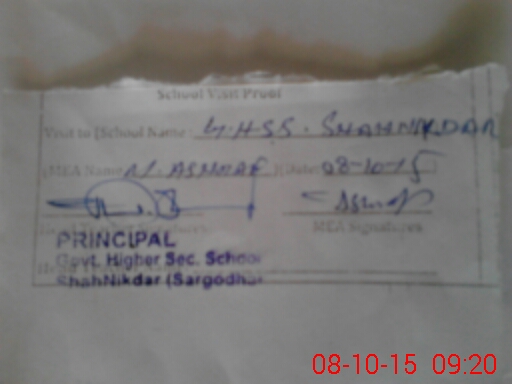 School Visit Proof
Visit to [School Name: G.H.S.S. SHAHNIKDAR
(MEA Name) M. ASHRAF (Date) 08-10-15
MEA Signatures
PRINCIPAL
Govt. Higher Sec. School
ShahNikdar (Sargodha)
08-10-15 09:20